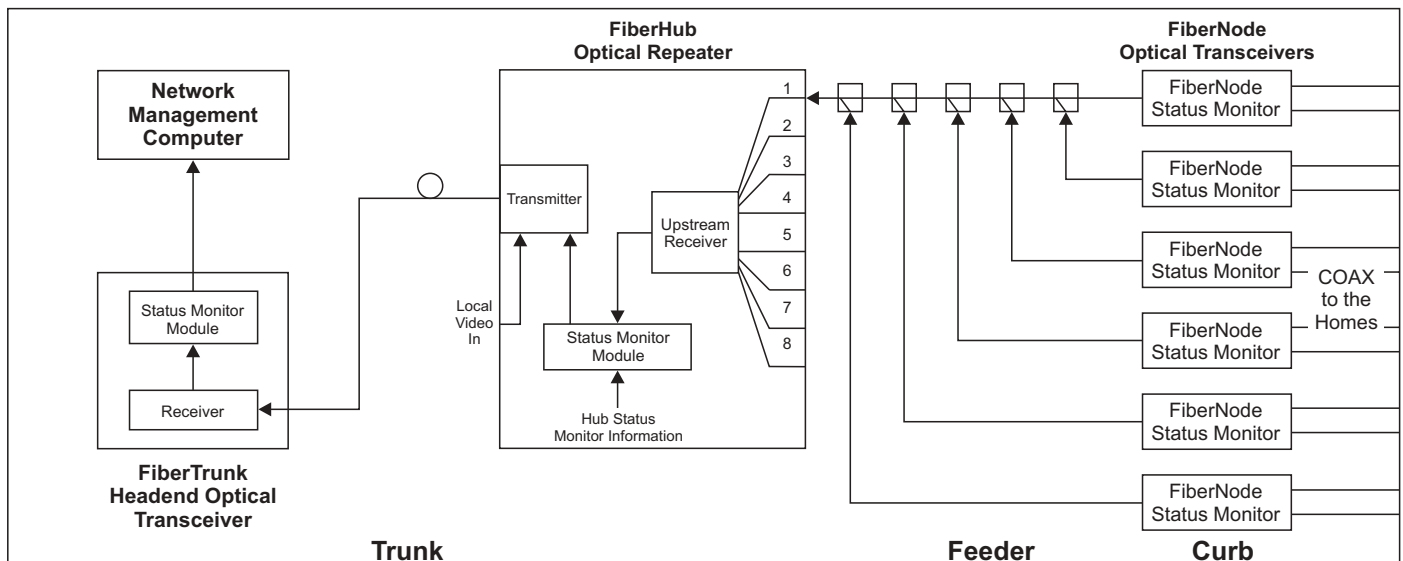 FiberHub
Optical Repeater
FiberNode
Optical Transceivers
Network
Management
Computer
Status Monitor
Module
Receiver
FiberTrunk
Headend Optical
Transceiver
Transmitter
Local
Video
In
Upstream
Receiver
Status Monitor
Module
Hub Status
Monitor Information
1
2
3
4
5
6
7
8
FiberNode
Status Monitor
FiberNode
Status Monitor
FiberNode
Status Monitor
FiberNode
Status Monitor
FiberNode
Status Monitor
FiberNode
Status Monitor
COAX
to the
Homes
Trunk
Feeder
Curb